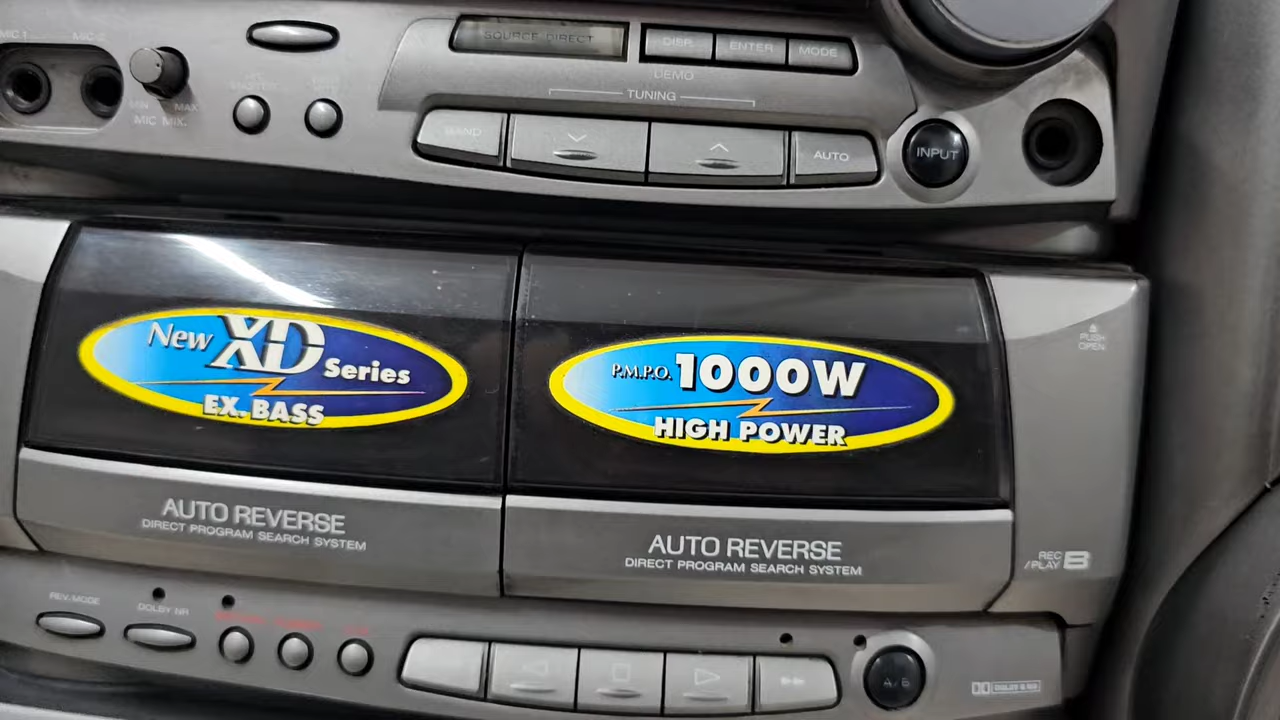 MIC 1
MIC 2
MIN
MAX
MIC MIX.
SOURCE DIRECT
DISP.
ENTER
MODE
DEMO
TUNING
BAND
AUTO
INPUT
New XD Series
EX. BASS
P.M.P.O. 1000W
HIGH POWER
PUSH
OPEN
AUTO REVERSE
DIRECT PROGRAM SEARCH SYSTEM
AUTO REVERSE
DIRECT PROGRAM SEARCH SYSTEM
REC
/PLAY B
REV.MODE
DOLBY NR
A/B